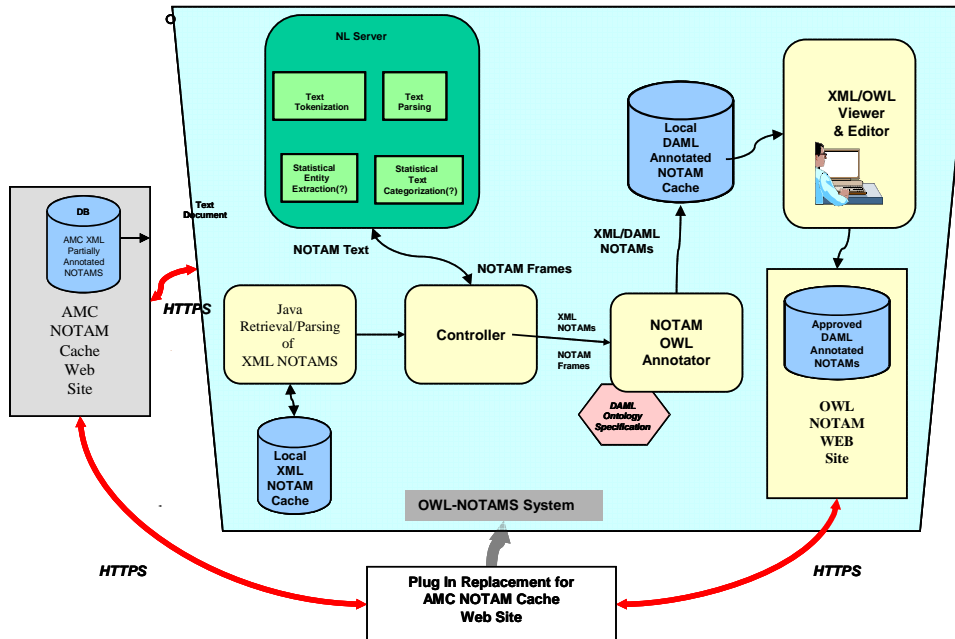 NL Server
Text
Tokenization
Text
Parsing
Statistical
Entity
Extraction(?)
Statistical
Text
Categorization(?)
XML/OWL
Viewer
& Editor
Local
DAML
Annotated
NOTAM
Cache
DB
AMC XML
Partially
Annotated
NOTAMS
AMC
NOTAM
Cache
Web
Site
Text
Document
HTTPS
NOTAM Text
NOTAM Frames
XML/DAML
NOTAMs
Java
Retrieval/Parsing
of
XML NOTAMS
Controller
XML
NOTAMs
NOTAM
Frames
NOTAM
OWL
Annotator
DAML
Ontology
Specification
Approved
DAML
Annotated
NOTAMs
OWL
NOTAM
WEB
Site
Local
XML
NOTAM
Cache
OWL-NOTAMS System
HTTPS
Plug In Replacement for
AMC NOTAM Cache
Web Site
HTTPS